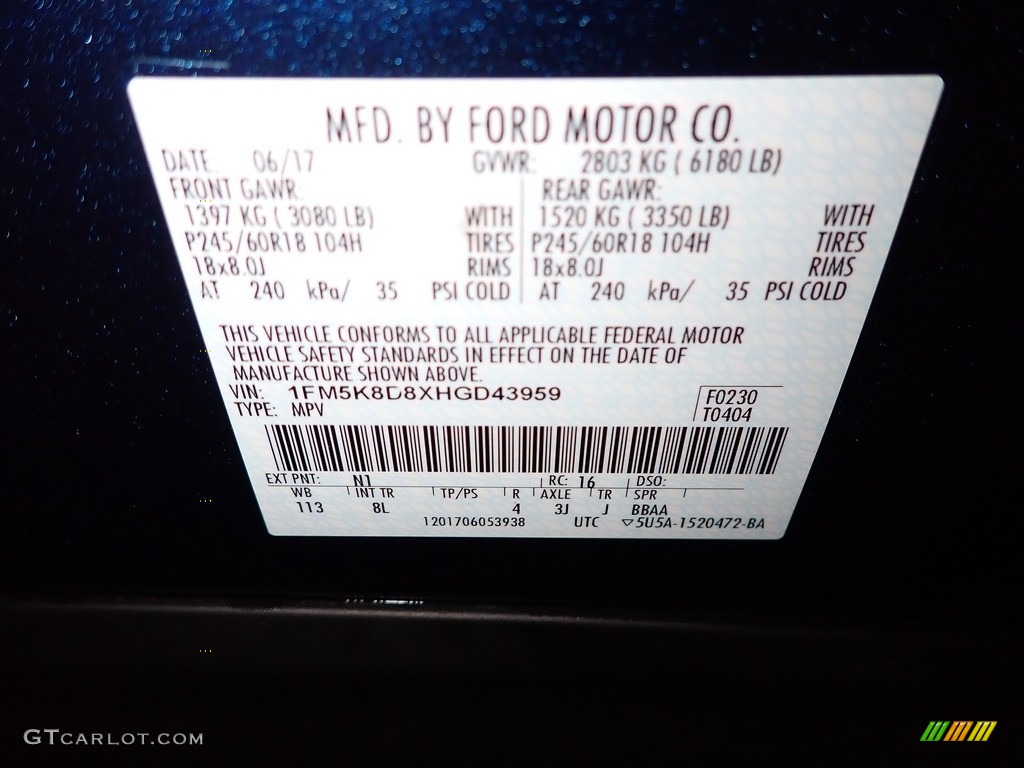 MFD. BY FORD MOTOR CO.
DATE: 06/17 GVWR: 2803 KG ( 6180 LB)
FRONT GAWR: REAR GAWR:
1397 KG ( 3080 LB) WITH 1520 KG ( 3350 LB) WITH
P245/60R18 104H TIRES P245/60R18 104H TIRES
18x8.0J RIMS 18x8.0J RIMS
AT 240 kPa/ 35 PSI COLD AT 240 kPa/ 35 PSI COLD
THIS VEHICLE CONFORMS TO ALL APPLICABLE FEDERAL MOTOR
VEHICLE SAFETY STANDARDS IN EFFECT ON THE DATE OF
MANUFACTURE SHOWN ABOVE.
VIN: 1FM5K8D8XHGD43959 F0230
TYPE: MPV T0404
EXT PNT: N1 RC: 16 DSO:
WB INT TR TP/PS R AXLE TR SPR
113 8L 4 3J J BBAA
1201706053938 UTC ▽5U5A-1520472-BA
GTCARLOT.COM